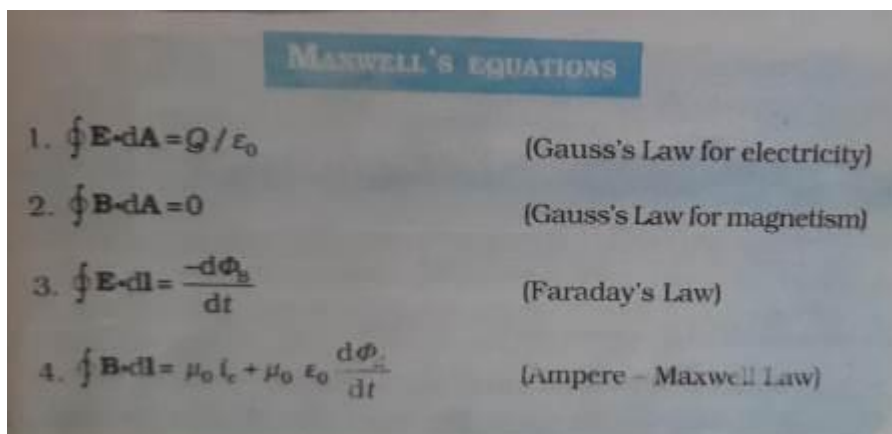 MAXWELL'S EQUATIONS
1. ∮E·dA=Q/ε₀ (Gauss's Law for electricity)
2. ∮B·dA=0 (Gauss's Law for magnetism)
3. ∮E·dl= -dΦ_B/dt (Faraday's Law)
4. ∮B·dl= μ₀ i_c + μ₀ ε₀ dΦ/dt (Ampere – Maxwell Law)